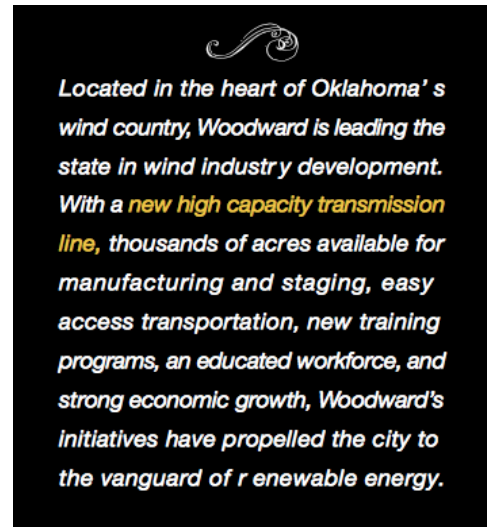 Located in the heart of Oklahoma' s
wind country, Woodward is leading the
state in wind industr y development.
With a new high capacity transmission
line, thousands of acres available for
manufacturing and staging, easy
access transportation, new training
programs, an educated workforce, and
strong economic growth, Woodward's
initiatives have propelled the city to
the vanguard of r enewable energy.